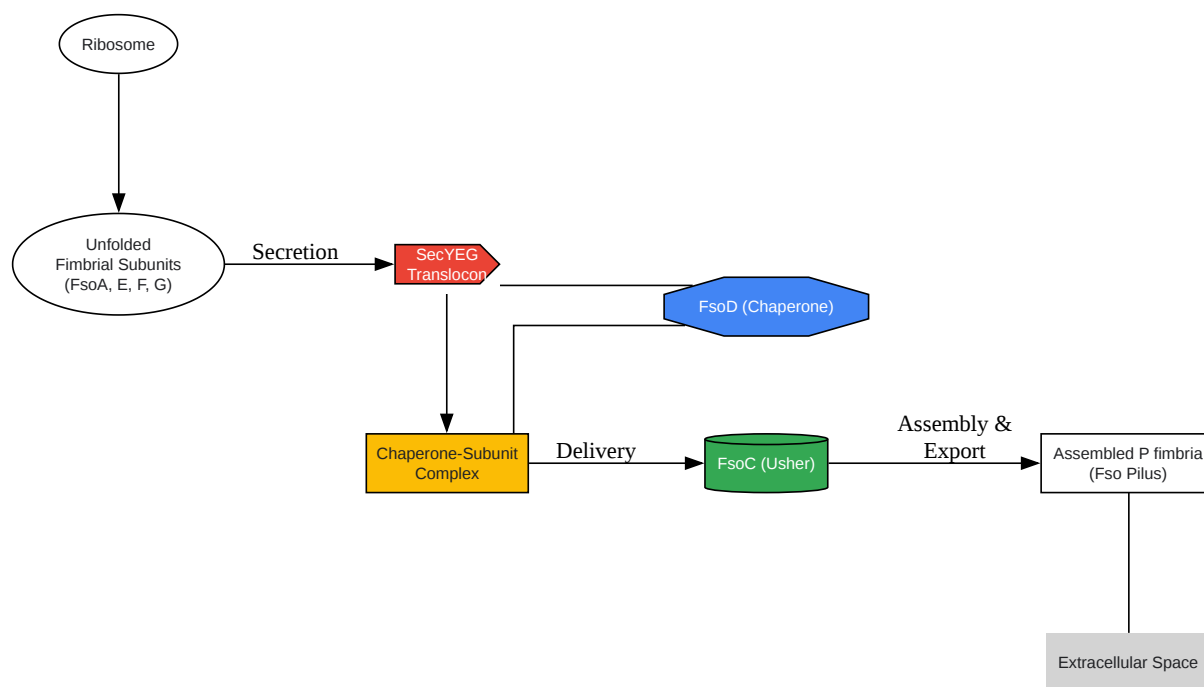 Ribosome
Unfolded
Fimbrial Subunits
(FsoA, E, F, G)
Secretion
SecYEG
Translocon
FsoD (Chaperone)
Chaperone-Subunit
Complex
Delivery
FsoC (Usher)
Assembly &
Export
Assembled P fimbria
(Fso Pilus)
Extracellular Space